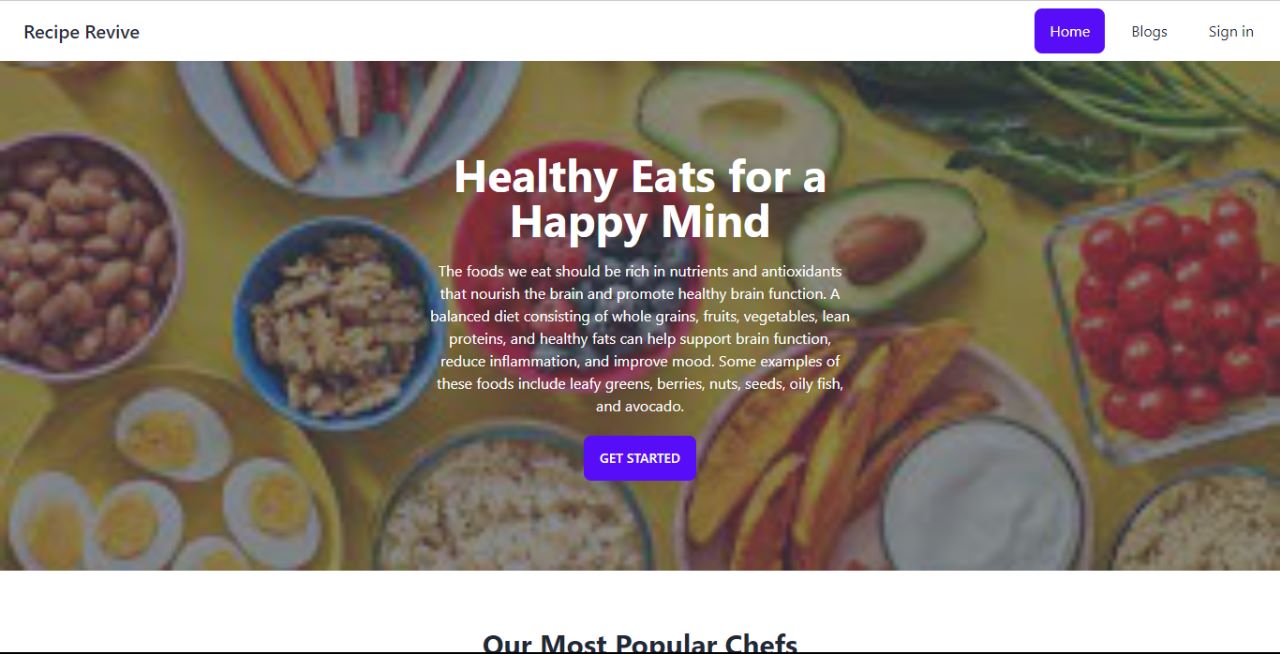 Recipe Revive
Home
Blogs
Sign in
Healthy Eats for a
Happy Mind
The foods we eat should be rich in nutrients and antioxidants
that nourish the brain and promote healthy brain function. A
balanced diet consisting of whole grains, fruits, vegetables, lean
proteins, and healthy fats can help support brain function,
reduce inflammation, and improve mood. Some examples of
these foods include leafy greens, berries, nuts, seeds, oily fish,
and avocado.
GET STARTED
Our Most Popular Chefs